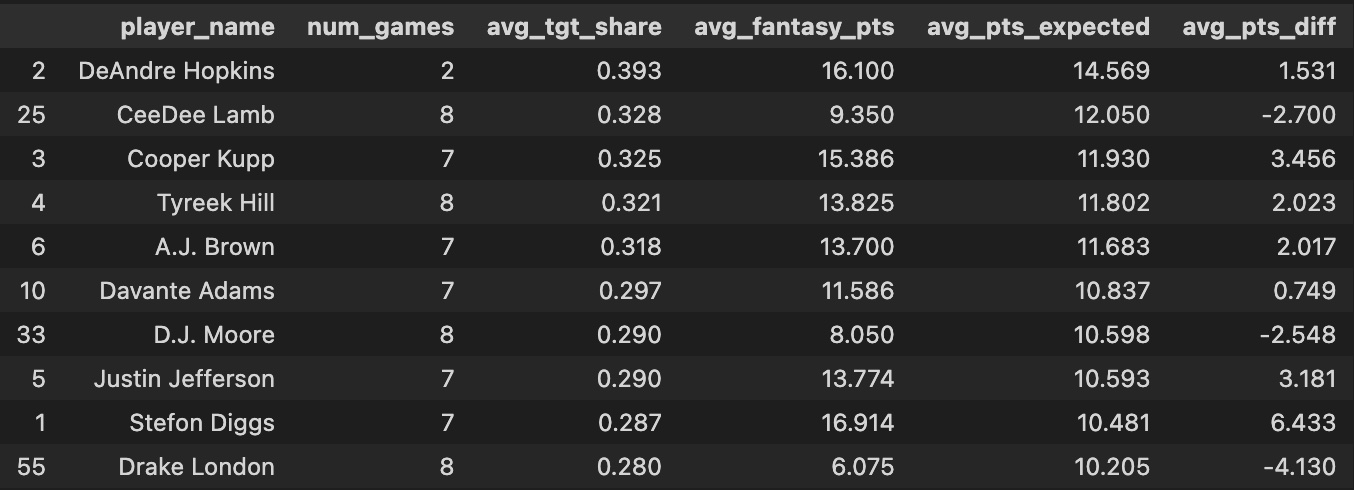 player_name num_games avg_tgt_share avg_fantasy_pts avg_pts_expected avg_pts_diff
2 DeAndre Hopkins 2 0.393 16.100 14.569 1.531
25 CeeDee Lamb 8 0.328 9.350 12.050 -2.700
3 Cooper Kupp 7 0.325 15.386 11.930 3.456
4 Tyreek Hill 8 0.321 13.825 11.802 2.023
6 A.J. Brown 7 0.318 13.700 11.683 2.017
10 Davante Adams 7 0.297 11.586 10.837 0.749
33 D.J. Moore 8 0.290 8.050 10.598 -2.548
5 Justin Jefferson 7 0.290 13.774 10.593 3.181
1 Stefon Diggs 7 0.287 16.914 10.481 6.433
55 Drake London 8 0.280 6.075 10.205 -4.130